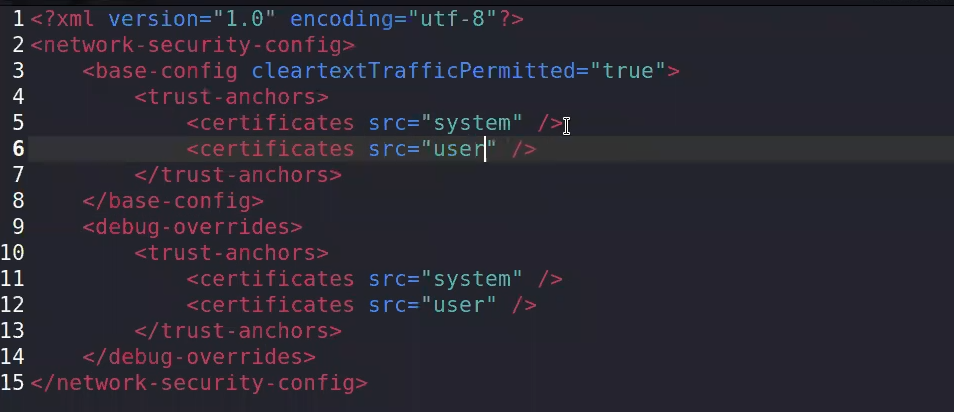 1 <?xml version="1.0" encoding="utf-8"?>
2 <network-security-config>
3     <base-config cleartextTrafficPermitted="true">
4         <trust-anchors>
5             <certificates src="system" />
6             <certificates src="user" />
7         </trust-anchors>
8     </base-config>
9     <debug-overrides>
10         <trust-anchors>
11             <certificates src="system" />
12             <certificates src="user" />
13         </trust-anchors>
14     </debug-overrides>
15 </network-security-config>